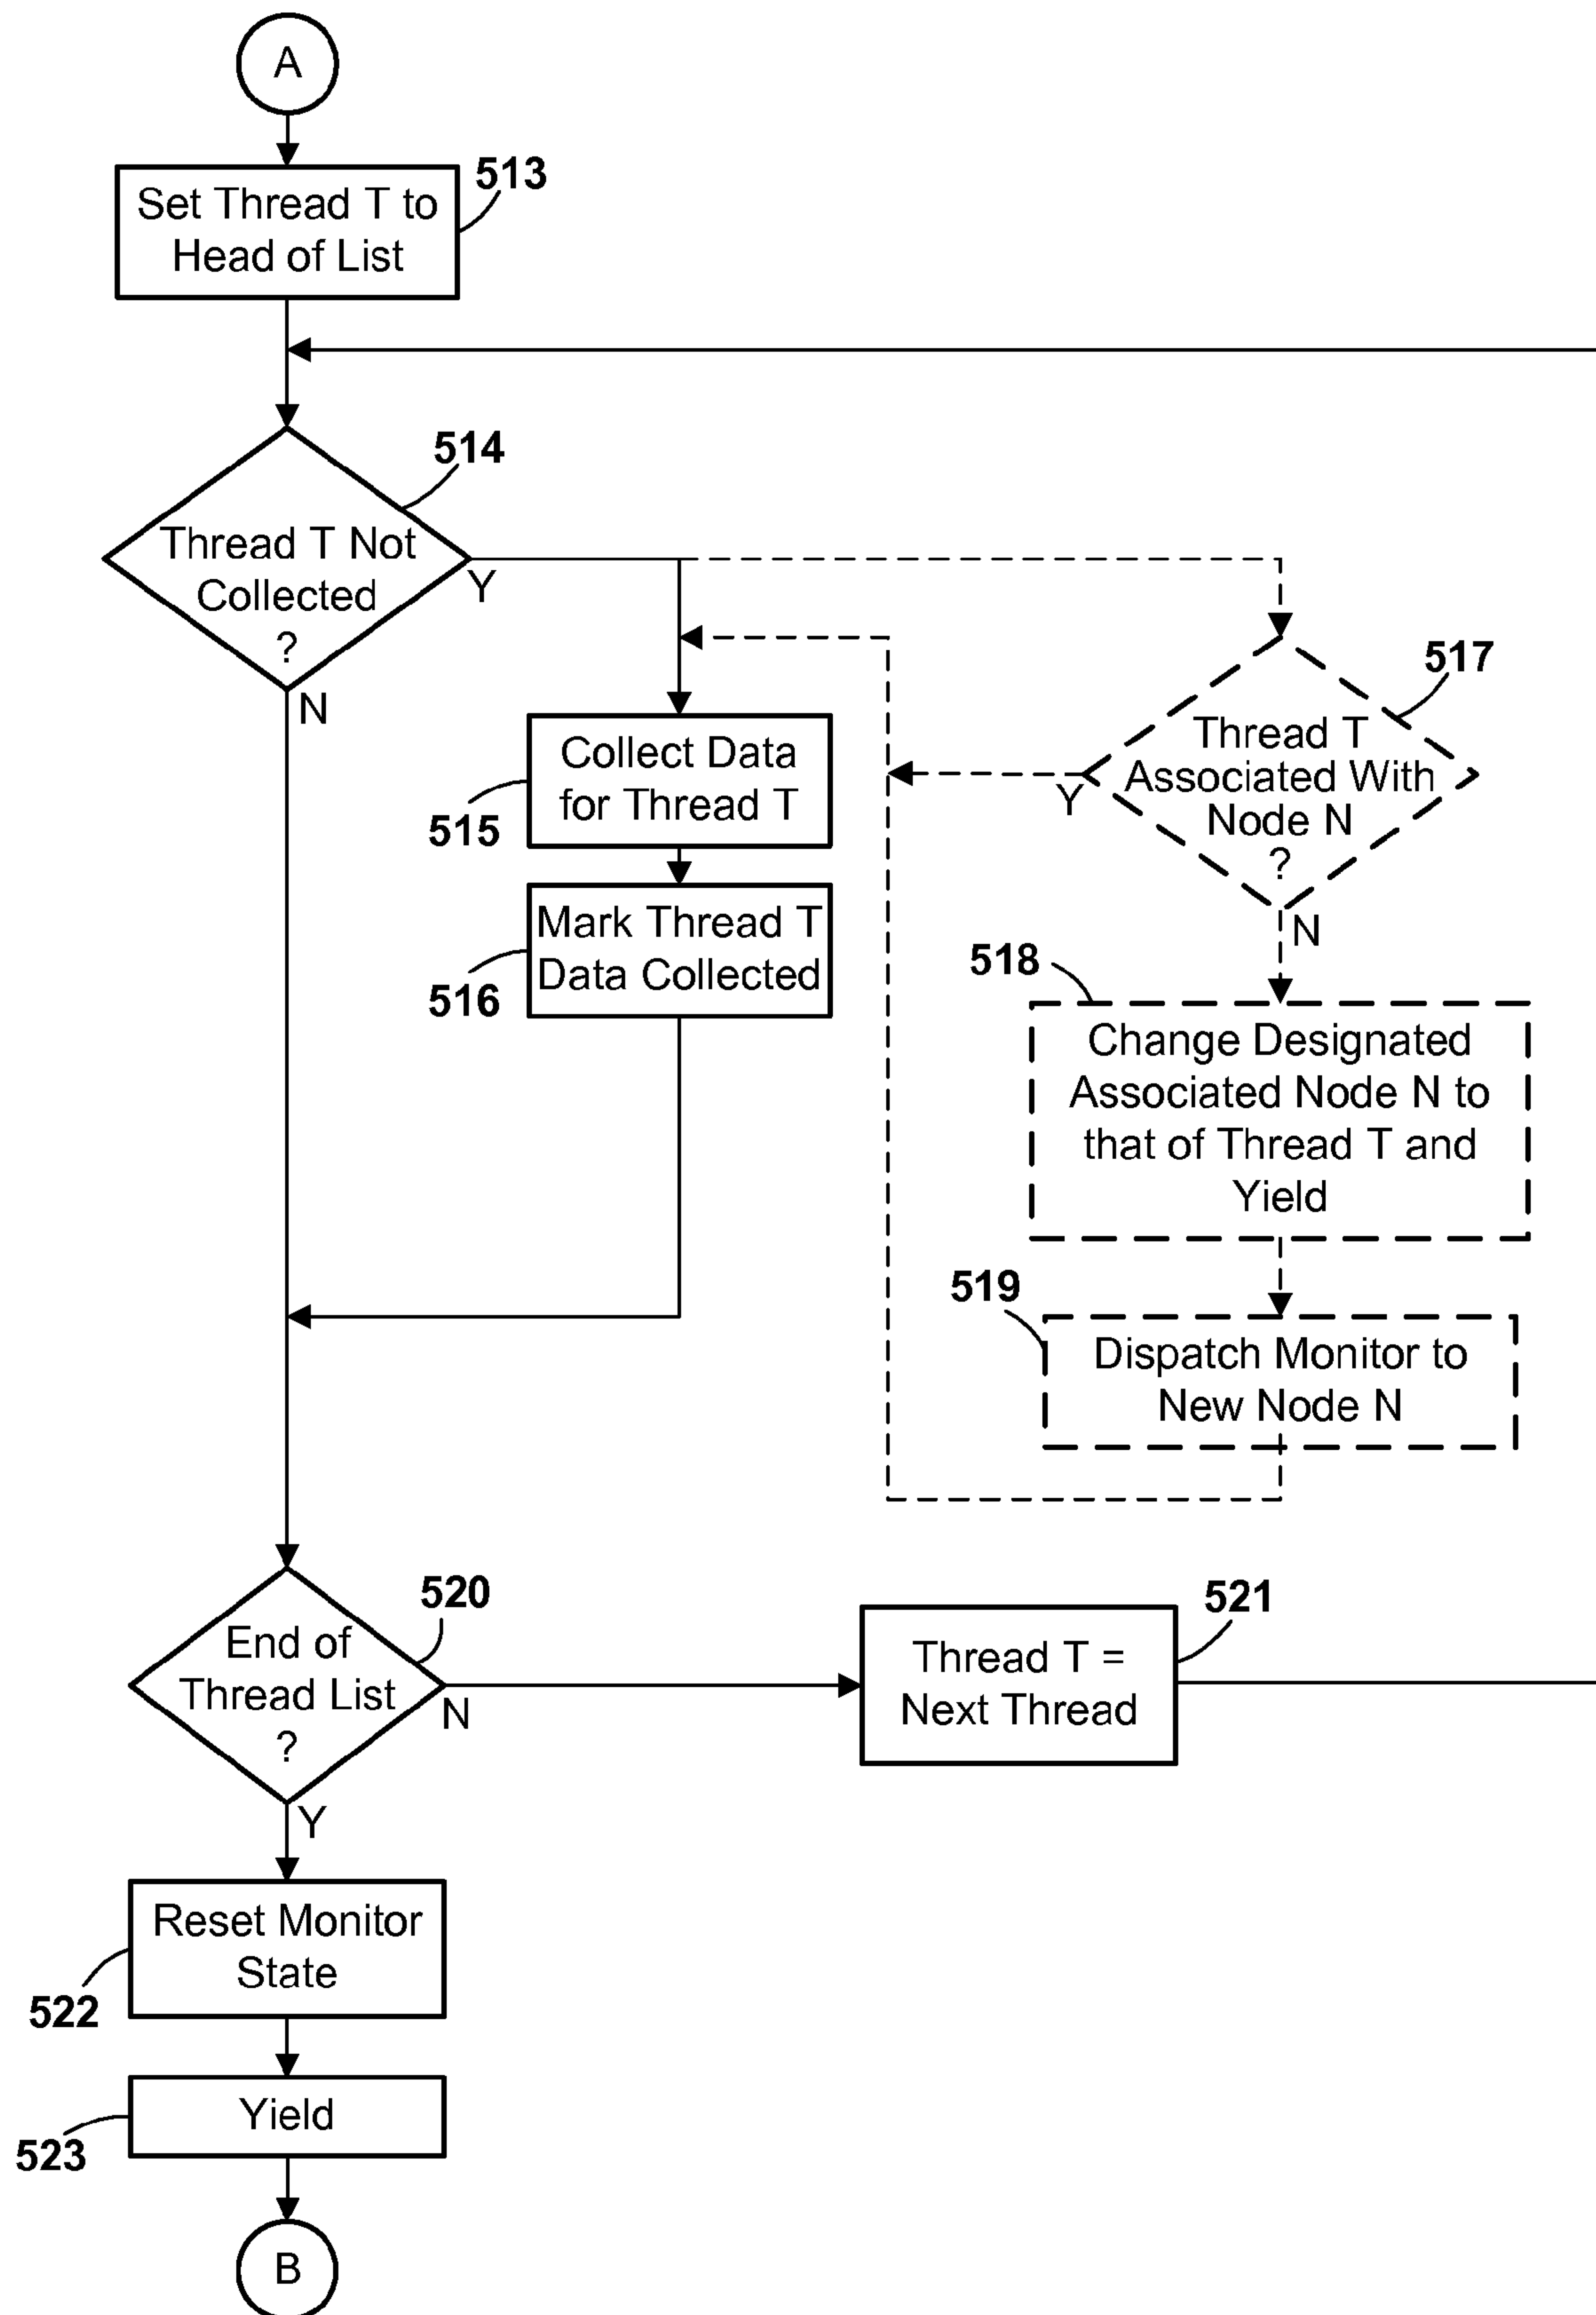 A
513
Set Thread T to
Head of List
514
Thread T Not
Collected
?
Y
N
517
Thread T
Associated With
Node N
?
Y
N
Collect Data
for Thread T
515
Mark Thread T
Data Collected
516
518
Change Designated
Associated Node N to
that of Thread T and
Yield
519
Dispatch Monitor to
New Node N
520
End of
Thread List
?
N
Y
521
Thread T =
Next Thread
Reset Monitor
State
522
Yield
523
B